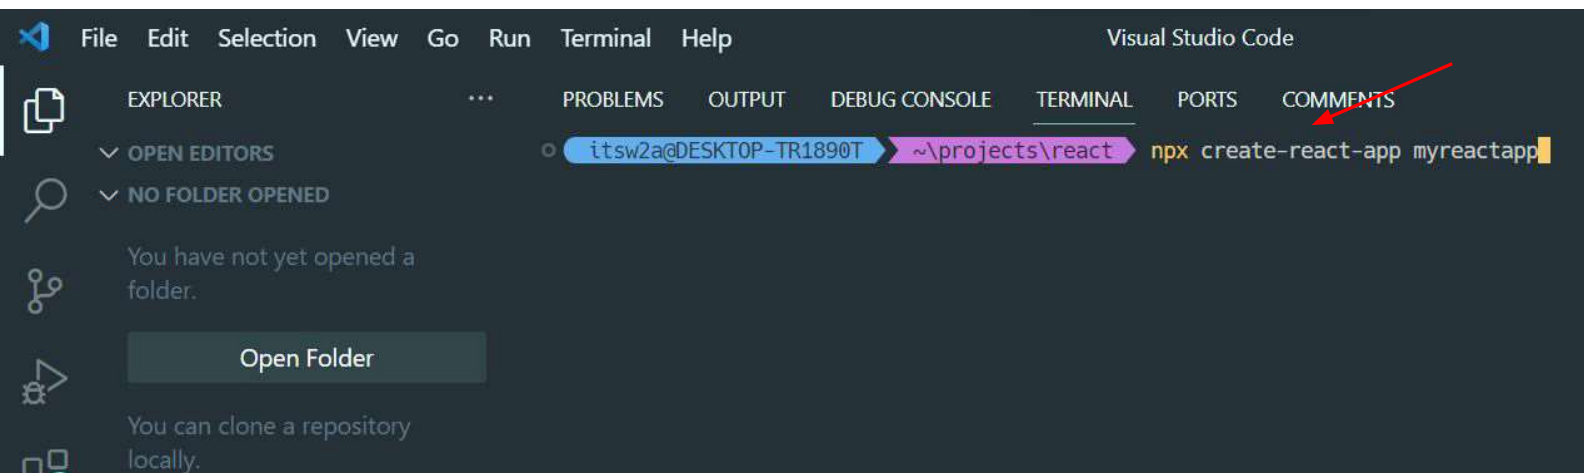 File Edit Selection View Go Run Terminal Help Visual Studio Code
EXPLORER ···
PROBLEMS OUTPUT DEBUG CONSOLE TERMINAL PORTS COMMENTS
OPEN EDITORS
itsw2a@DESKTOP-TR1890T ~\projects\react npx create-react-app myreactapp
NO FOLDER OPENED
You have not yet opened a
folder.
Open Folder
You can clone a repository
locally.